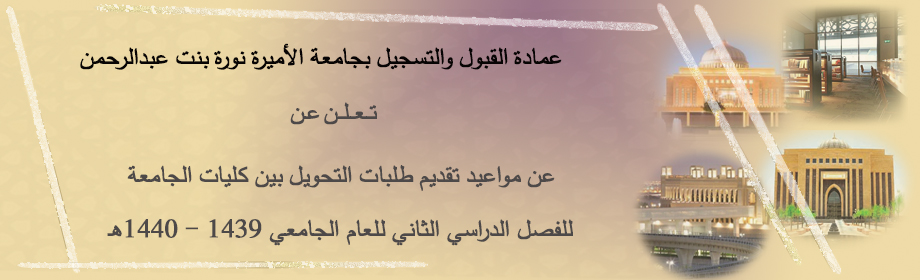 عمادة القبول والتسجيل بجامعة الأميرة نورة بنت عبدالرحمن
تـعـلـن عن
عن مواعيد تقديم طلبات التحويل بين كليات الجامعة
للفصل الدراسي الثاني للعام الجامعي 1439 - 1440هـ